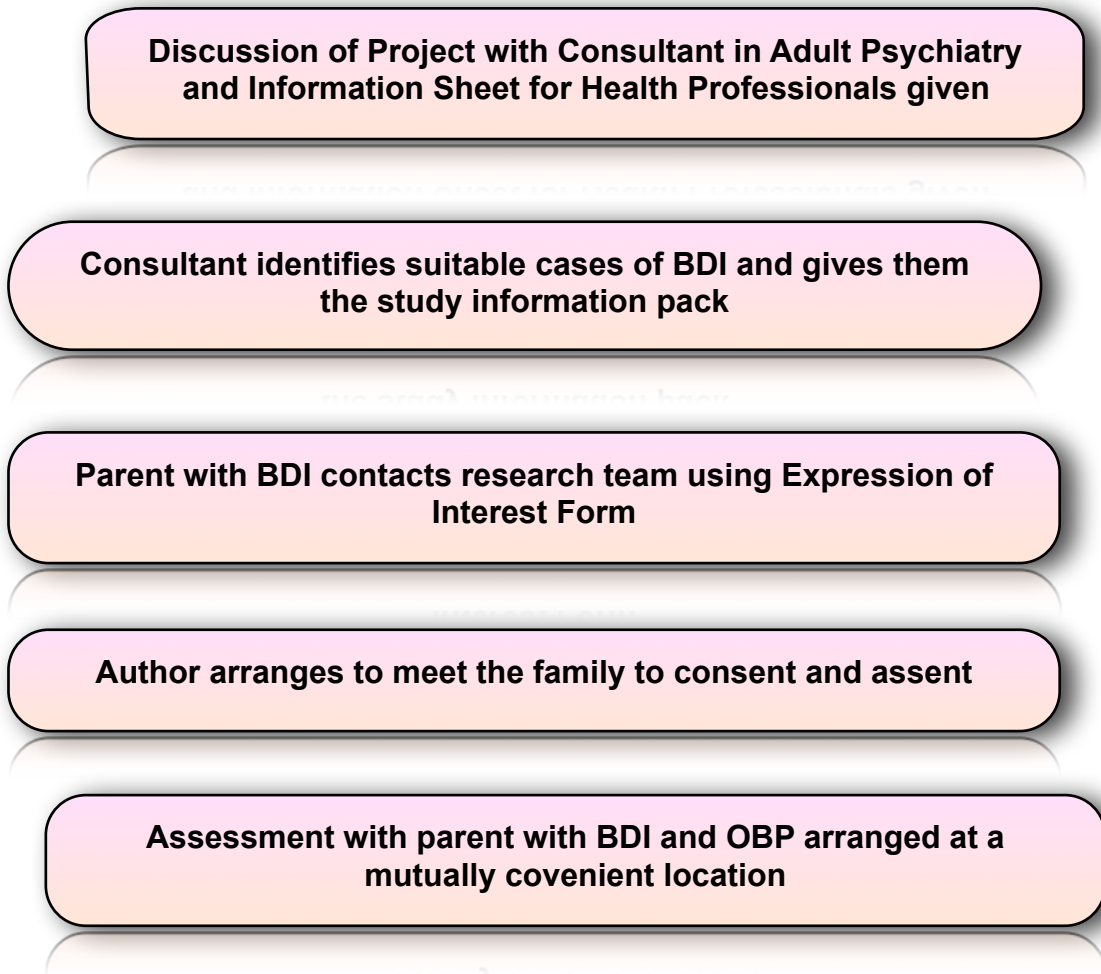 Discussion of Project with Consultant in Adult Psychiatry
and Information Sheet for Health Professionals given
Consultant identifies suitable cases of BDI and gives them
the study information pack
Parent with BDI contacts research team using Expression of
Interest Form
Author arranges to meet the family to consent and assent
Assessment with parent with BDI and OBP arranged at a
mutually covenient location